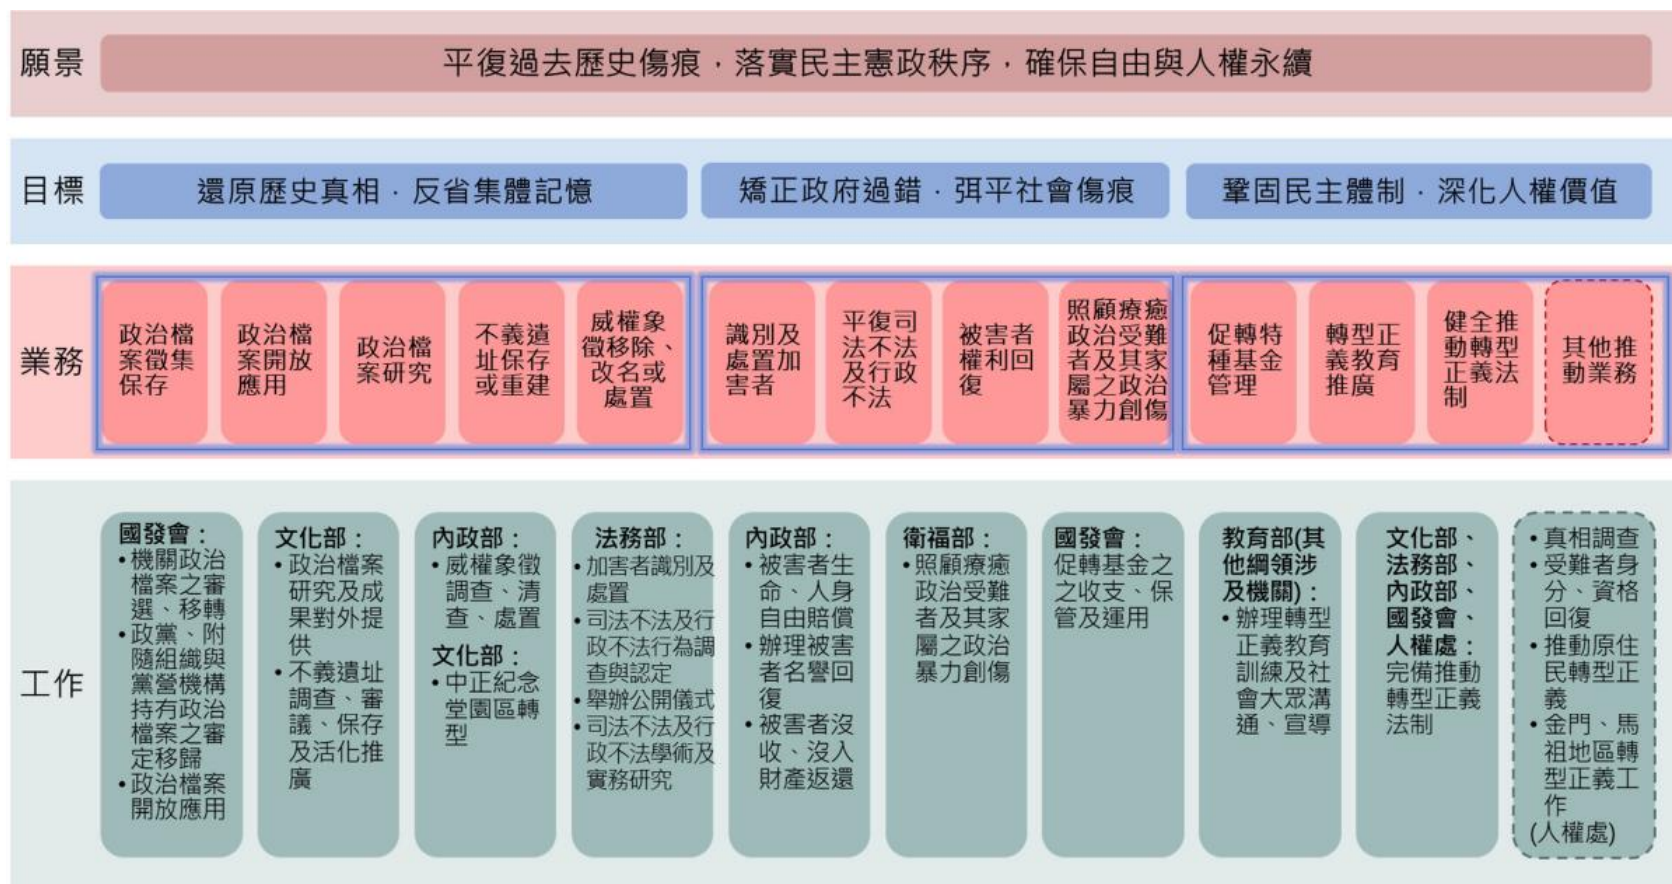 願景
平復過去歷史傷痕，落實民主憲政秩序，確保自由與人權永續
目標
還原歷史真相．反省集體記憶
矯正政府過錯．弭平社會傷痕
鞏固民主體制．深化人權價值
業務
政治檔
案徵集
保存
政治檔
案開放
應用
政治檔
案研究
不義遺
址保存
或重建
威權象
徵移除、
改名或
處置
識別及
處置加
害者
平復司
法不法
及行政
不法
被害者
權利回
復
照顧療癒
政治受難
者及其家
屬之政治
暴力創傷
促轉特
種基金
管理
轉型正
義教育
推廣
健全推
動轉型
正義法
制
其他推
動業務
工作
國發會：
•機關政治
檔案之審
選、移轉
•政黨、附
隨組織與
黨營機構
持有政治
檔案之審
定移歸
•政治檔案
開放應用
文化部：
•政治檔案
研究及成
果對外提
供
•不義遺址
調查、審
議、保存
及活化推
廣
內政部：
•威權象徵
調查、清
查、處置
文化部：
•中正紀念
堂園區轉
型
法務部：
•加害者識別及
處置
•司法不法及行
政不法行為調
查與認定
•舉辦公開儀式
•司法不法及行
政不法學術及
實務研究
內政部：
•被害者生
命、人身
自由賠償
•辦理被害
者名譽回
復
•被害者沒
收、沒入
財產返還
衛福部：
•照顧療癒
政治受難
者及其家
屬之政治
暴力創傷
國發會：
促轉基金之
之收支、保
管及運用
教育部(其
他綱領涉
及機關)：
•辦理轉型
正義教育
訓練及社
會大眾溝
通、宣導
文化部、
法務部、
內政部、
國發會、
人權處：
完備推動
轉型正義
法制
•真相調查
•受難者身
分、資格
回復
•推動原住
民轉型正
義
•金門、馬
祖地區轉
型正義工
作
(人權處)